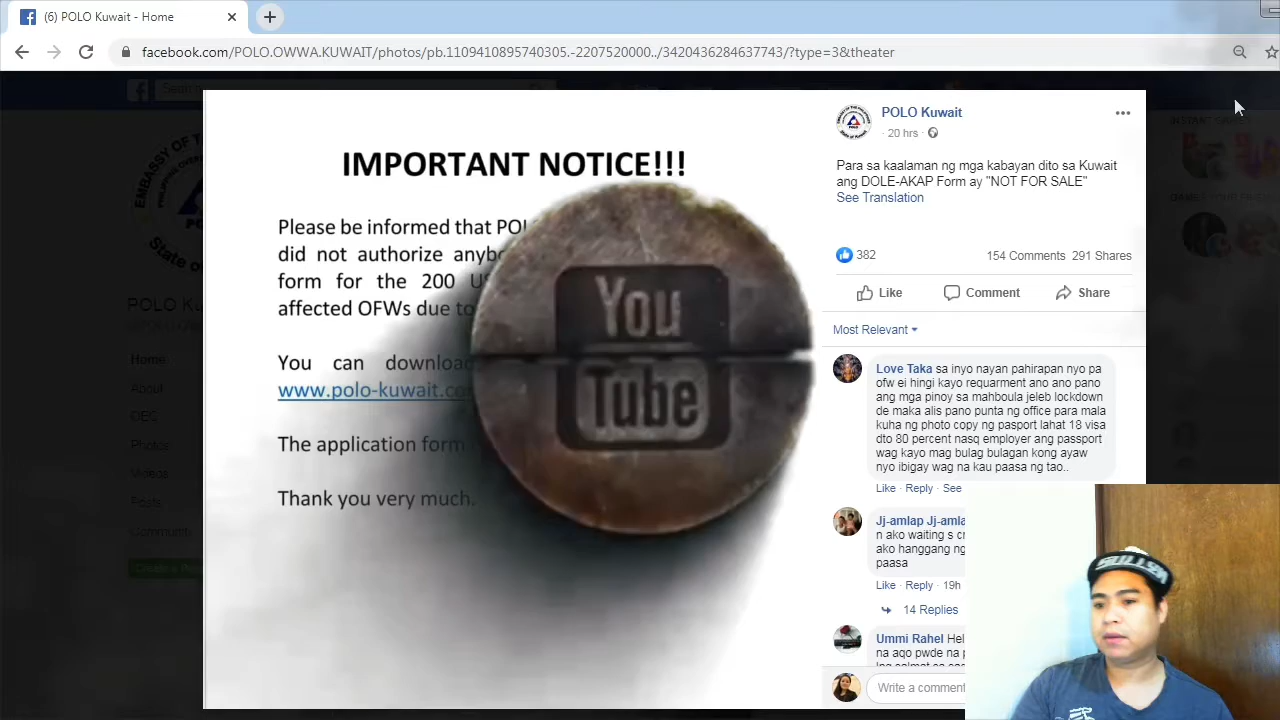 (6) POLO Kuwait - Home
facebook.com/POLO.OWWA.KUWAIT/photos/pb.1109410895740305.-2207520000../3420436284637743/?type=3&theater
IMPORTANT NOTICE!!!
Please be informed that
did not authorize
form for the 200
affected OFWs due to
You can download
www.polo-kuwait.co
The application form
Thank you very much.
You
Tube
POLO Kuwait
20 hrs ·
Para sa kaalaman ng mga kabayan dito sa Kuwait
ang DOLE-AKAP Form ay "NOT FOR SALE"
See Translation
382
154 Comments 291 Shares
Like Comment Share
Most Relevant
Love Taka sa inyo nayan pahirapan nyo pa
ofw ei hingi kayo requarment ano ano pano
ang mga pinoy sa mahboula jeleb lockdown
de maka alis pano punta ng office para mala
kuha ng photo copy ng pasport lahat 18 visa
dto 80 percent nasq employer ang passport
wag kayo mag bulag bulagan kong ayaw
nyo ibigay wag na kau paasa ng tao..
Like · Reply · See
Jj-amlap Jj-amla
n ako waiting s
ako hanggang ng
paasa
Like · Reply · 19h
14 Replies
Ummi Rahel Hel
na aqo pwde na
Write a comment
POLO
Home
About
OEC
Photos
Videos
Posts